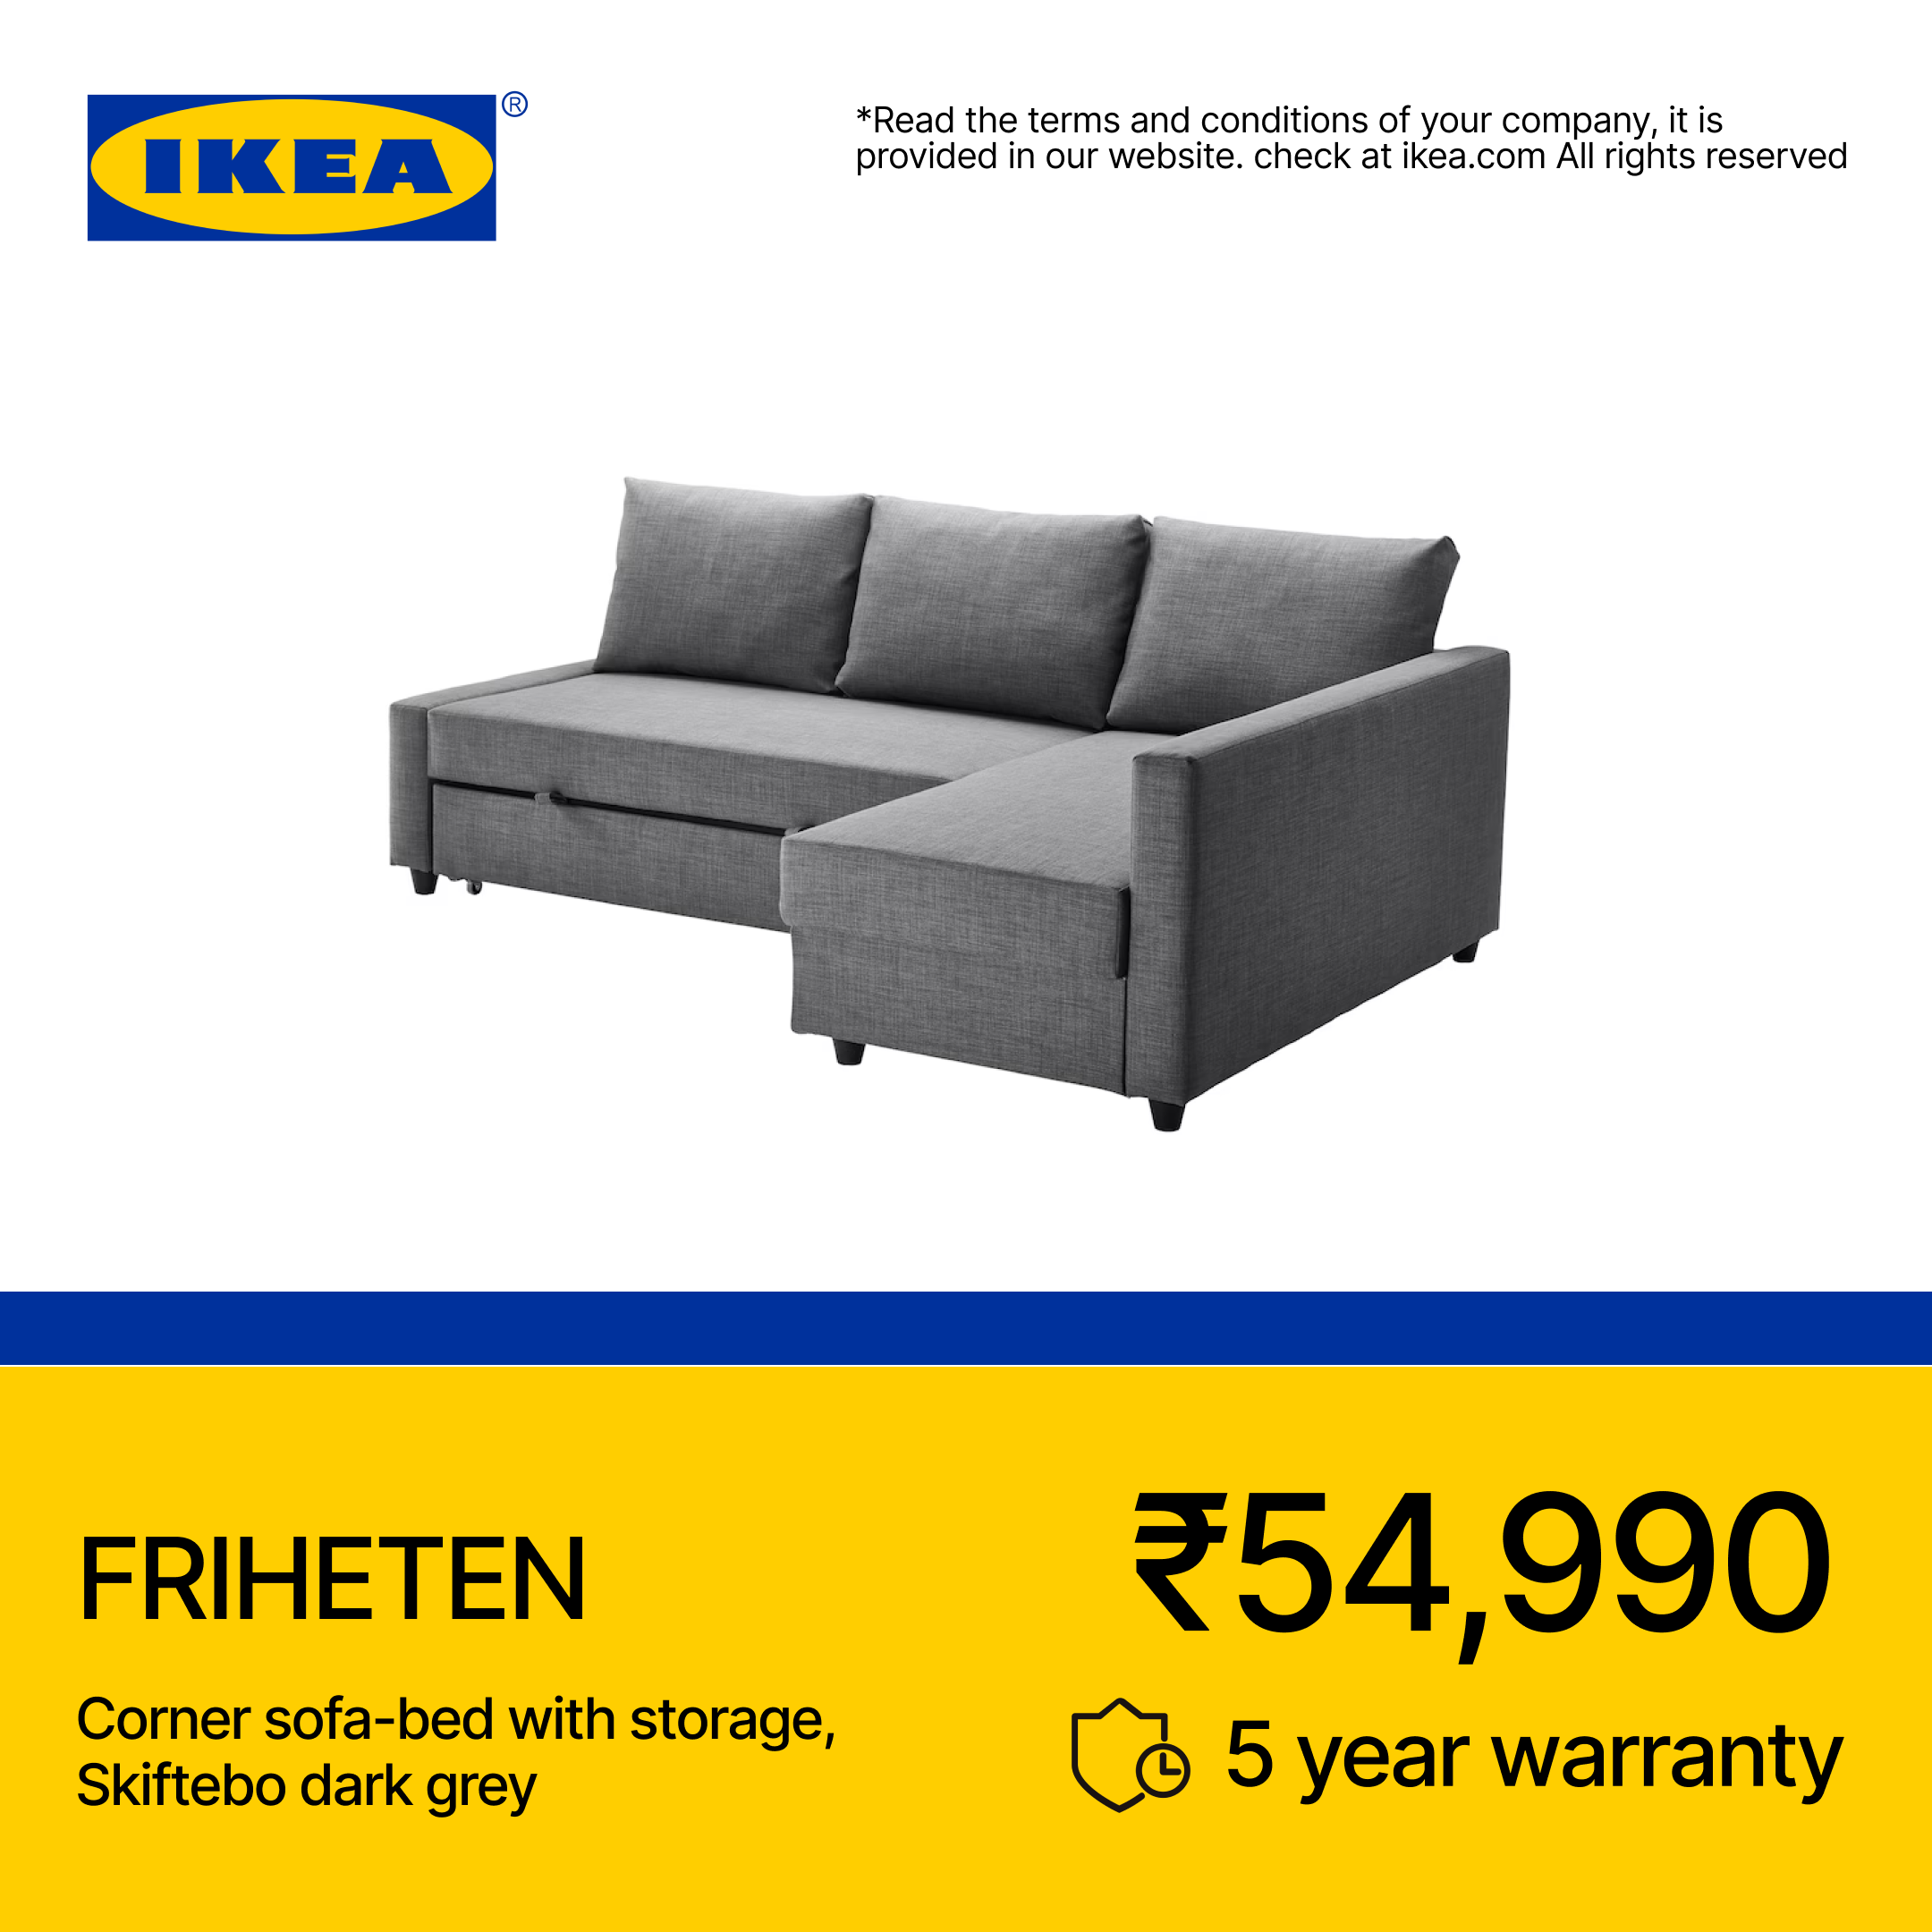 IKEA®
*Read the terms and conditions of your company, it is
provided in our website. check at ikea.com All rights reserved
FRIHETEN
₹54,990
Corner sofa-bed with storage,
Skiftebo dark grey
5 year warranty